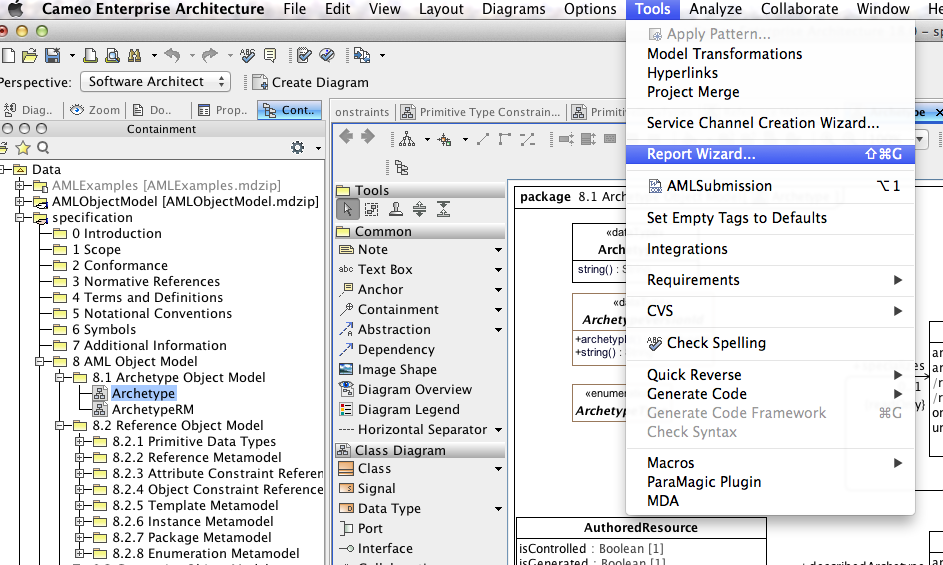 Cameo Enterprise Architecture File Edit View Layout Diagrams Options Tools Analyze Collaborate Window
Perspective: Software Architect Create Diagram
Diag.. Zoom Do.. Prop.. Cont..
Containment
Data
AMLExamples [AMLExamples.mdzip]
AMLObjectModel [AMLObjectModel.mdzip]
specification
0 Introduction
1 Scope
2 Conformance
3 Normative References
4 Terms and Definitions
5 Notational Conventions
6 Symbols
7 Additional Information
8 AML Object Model
8.1 Archetype Object Model
Archetype
ArchetypeRM
8.2 Reference Object Model
8.2.1 Primitive Data Types
8.2.2 Reference Metamodel
8.2.3 Attribute Constraint Referen
8.2.4 Object Constraint Reference
8.2.5 Template Metamodel
8.2.6 Instance Metamodel
8.2.7 Package Metamodel
8.2.8 Enumeration Metamodel
onstraints Primitive Type Constrain... Primiti
Tools
Common
Note
abc Text Box
Anchor
Containment
Abstraction
Dependency
Image Shape
Diagram Overview
Diagram Legend
Horizontal Separator
Class Diagram
Class
Signal
Data Type
Port
Interface
package 8.1 Arc
«da
Arc
string() : S
«da
Archetyp
+archetyp
+string() :
«enumer
Archetype
AuthoredResource
isControlled : Boolean [1]
isGenerated : Boolean [1]
Apply Pattern...
Model Transformations
Hyperlinks
Project Merge
Service Channel Creation Wizard...
Report Wizard... ⇧⌘G
AMLSubmission ⌥1
Set Empty Tags to Defaults
Integrations
Requirements
CVS
Check Spelling
Quick Reverse
Generate Code
Generate Code Framework ⌘G
Check Syntax
Macros
ParaMagic Plugin
MDA